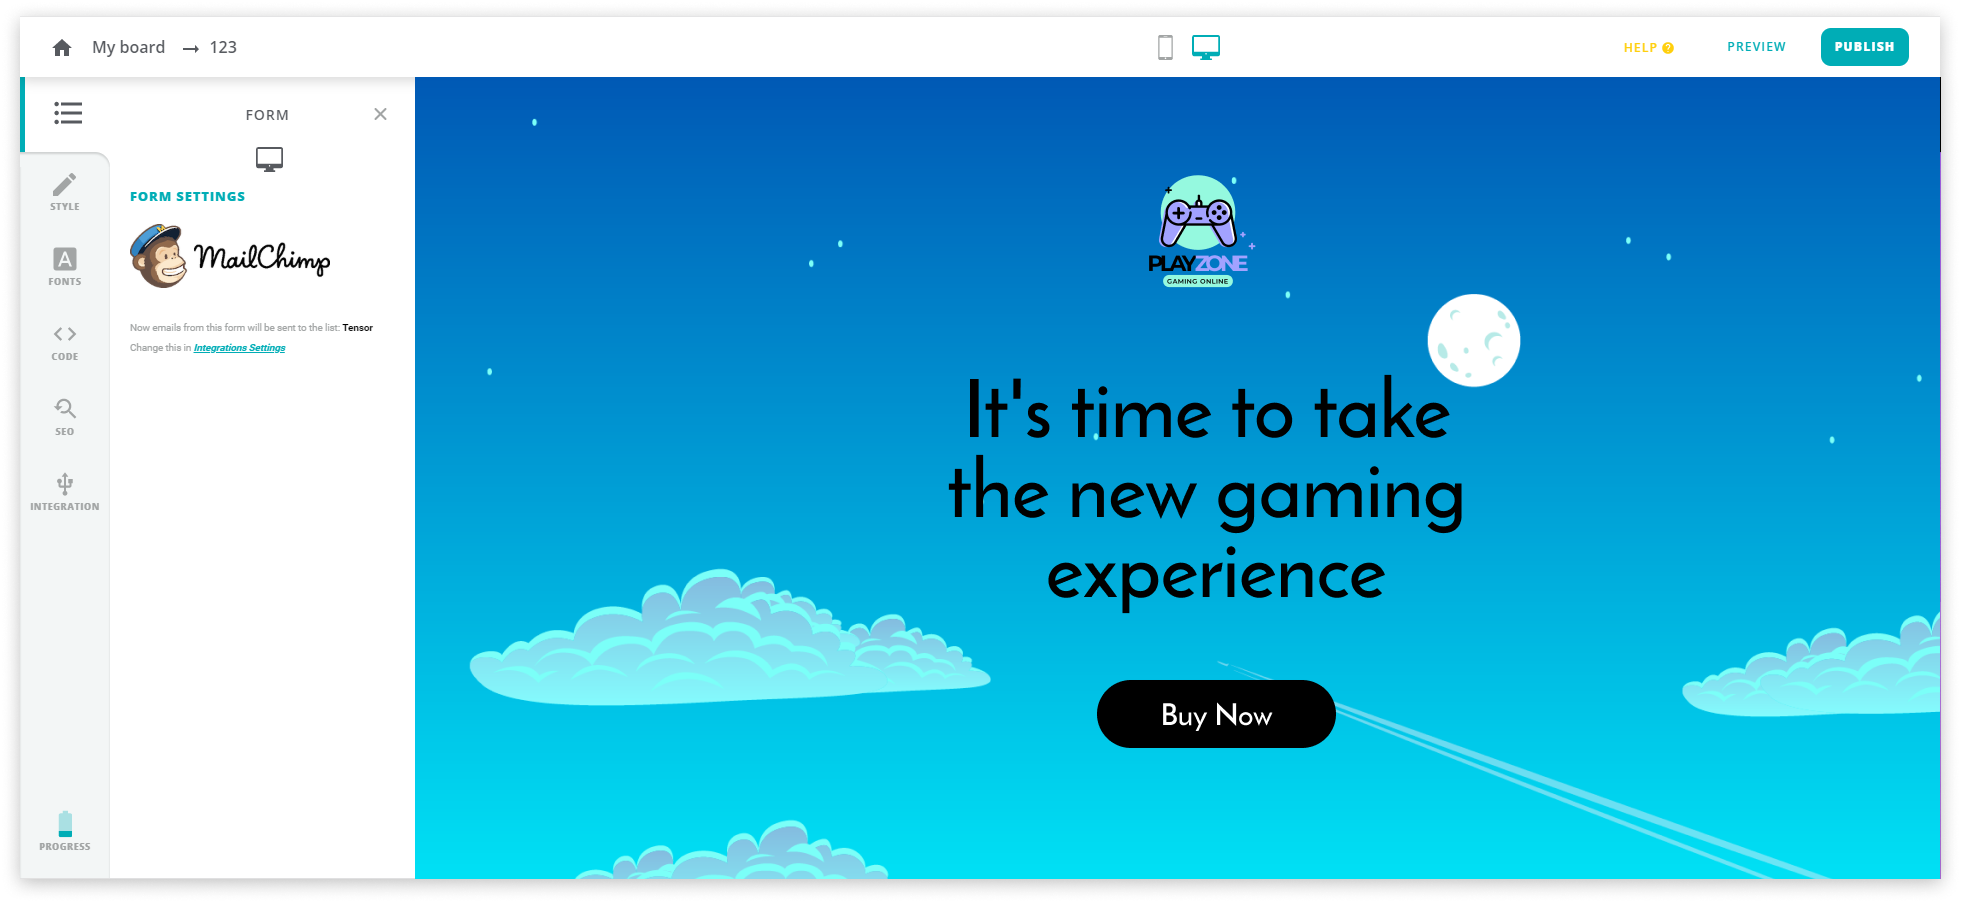 My board → 123
HELP ?
PREVIEW
PUBLISH
FORM
STYLE
FONTS
CODE
SEO
INTEGRATION
PROGRESS
FORM SETTINGS
MailChimp
Now emails from this form will be sent to the list: Tensor
Change this in Integrations Settings
PLAYZONE
GAMING ONLINE
It's time to take
the new gaming
experience
Buy Now